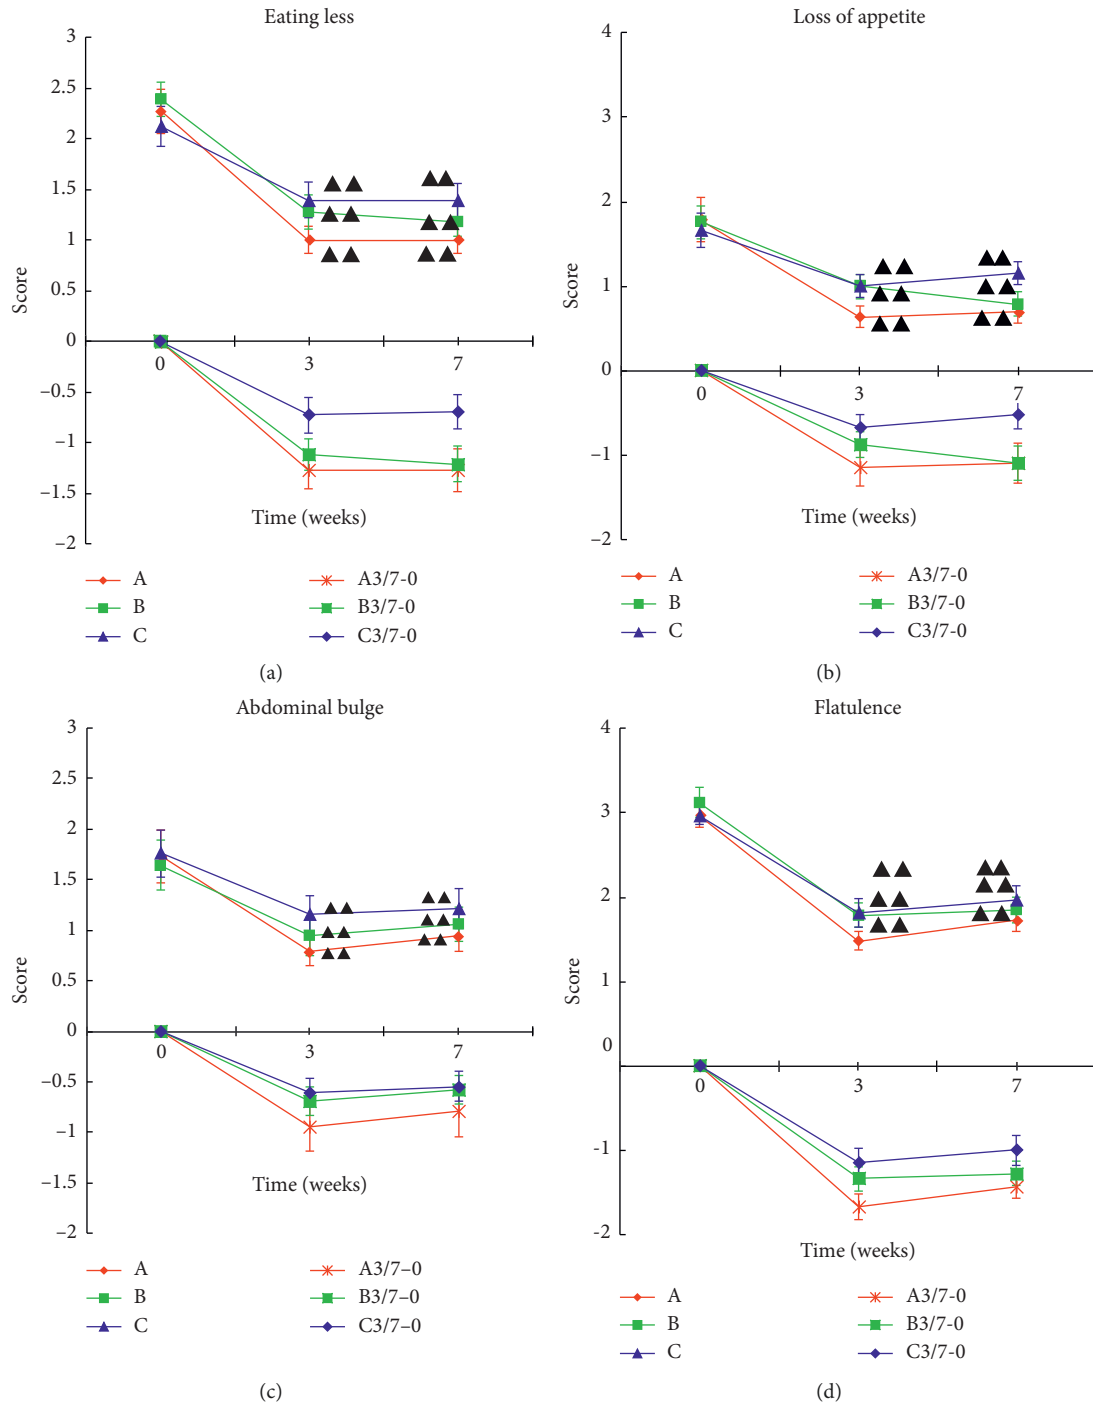 Eating less
3
2.5
2
1.5
1
0.5
0
–0.5
–1
–1.5
–2
Score
0 3 7
Time (weeks)
A A3/7-0
B B3/7-0
C C3/7-0
(a)
Loss of appetite
4
3
2
1
0
–1
–2
Score
0 3 7
Time (weeks)
A A3/7-0
B B3/7-0
C C3/7-0
(b)
Abdominal bulge
3
2.5
2
1.5
1
0.5
0
–0.5
–1
–1.5
–2
Score
0 3 7
Time (weeks)
A A3/7–0
B B3/7–0
C C3/7–0
(c)
Flatulence
4
3
2
1
0
-1
-2
Score
0 3 7
Time (weeks)
A A3/7-0
B B3/7-0
C C3/7-0
(d)